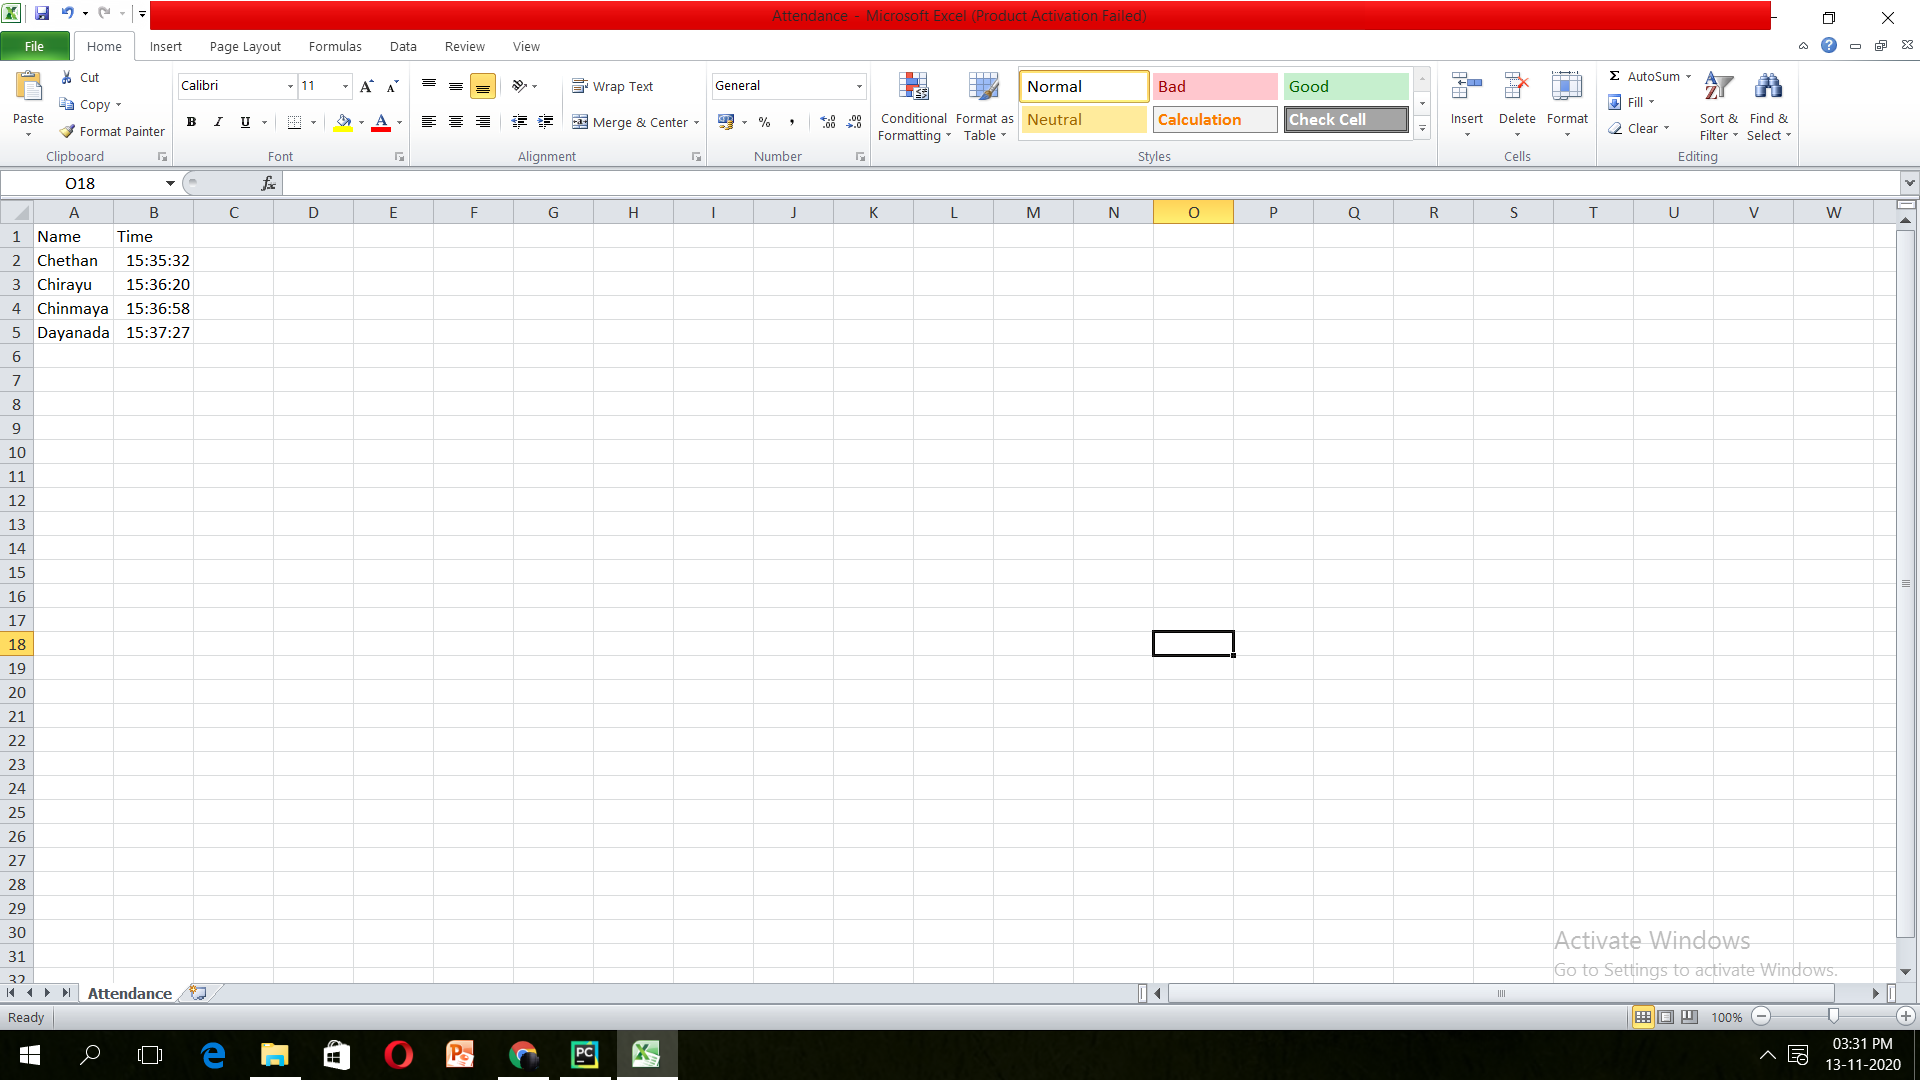 Attendance - Microsoft Excel (Product Activation Failed)
File Home Insert Page Layout Formulas Data Review View
Paste
Cut
Copy
Format Painter
Clipboard
Calibri 11
B I U
Font
Wrap Text
Merge & Center
Alignment
General
% ,
Number
Conditional Formatting
Format as Table
Normal Bad Good
Neutral Calculation Check Cell
Styles
Insert Delete Format
Cells
Σ AutoSum
Fill
Clear
Sort & Filter
Find & Select
Editing
O18 fx
A B C D E F G H I J K L M N O P Q R S T U V W
1 Name Time
2 Chethan 15:35:32
3 Chirayu 15:36:20
4 Chinmaya 15:36:58
5 Dayanada 15:37:27
6
7
8
9
10
11
12
13
14
15
16
17
18
19
20
21
22
23
24
25
26
27
28
29
30
31
32
Activate Windows
Go to Settings to activate Windows.
Attendance
Ready 100%
03:31 PM
13-11-2020